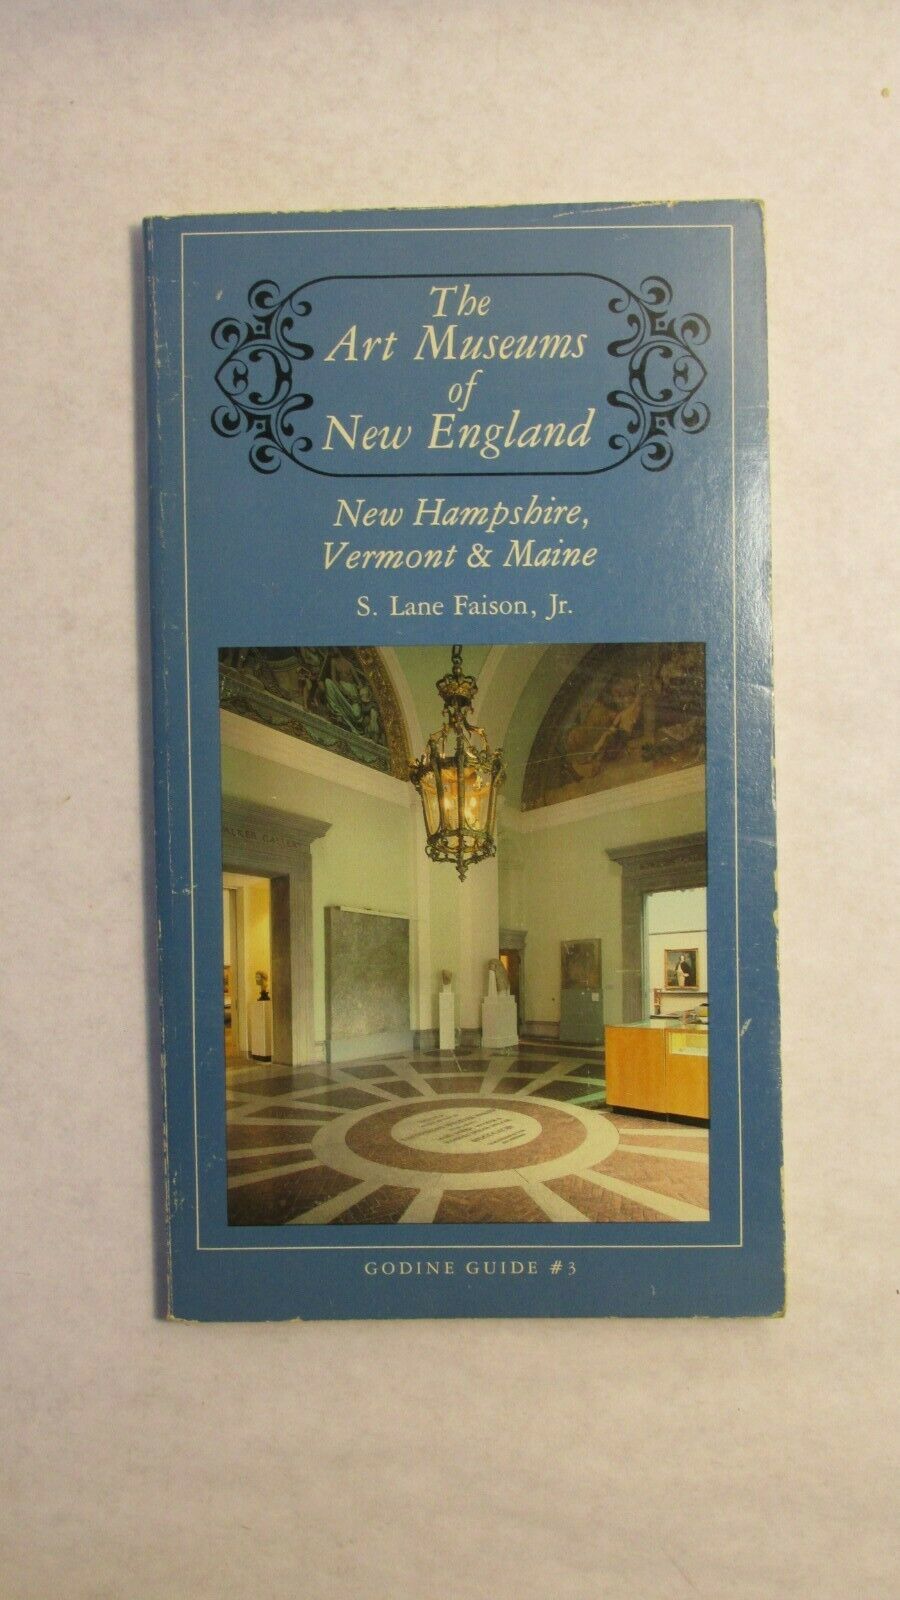 The
Art Museums
of
New England
New Hampshire,
Vermont & Maine
S. Lane Faison, Jr.
GODINE GUIDE #3